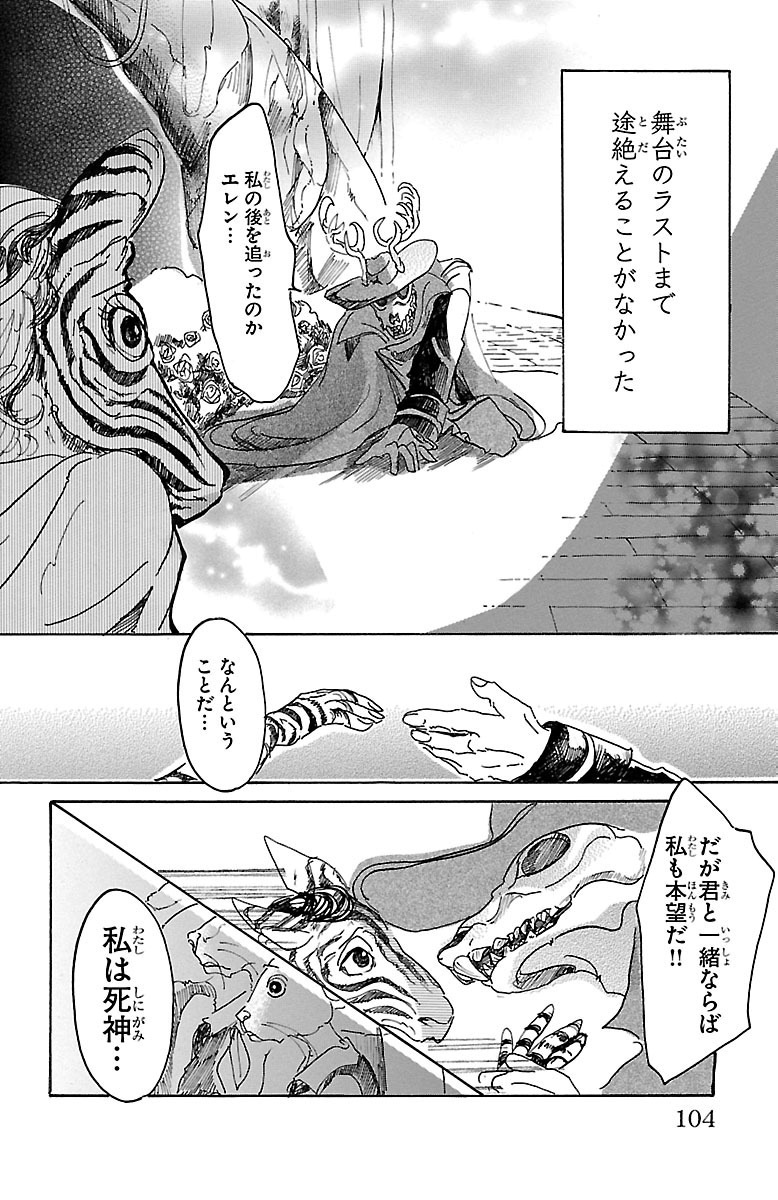 舞台のラストまで
途絶えることがなかった
私の後を追ったのか
エレン…
なんという
ことだ…
だが君と一緒ならば
私も本望だ!!
私は死神…
104